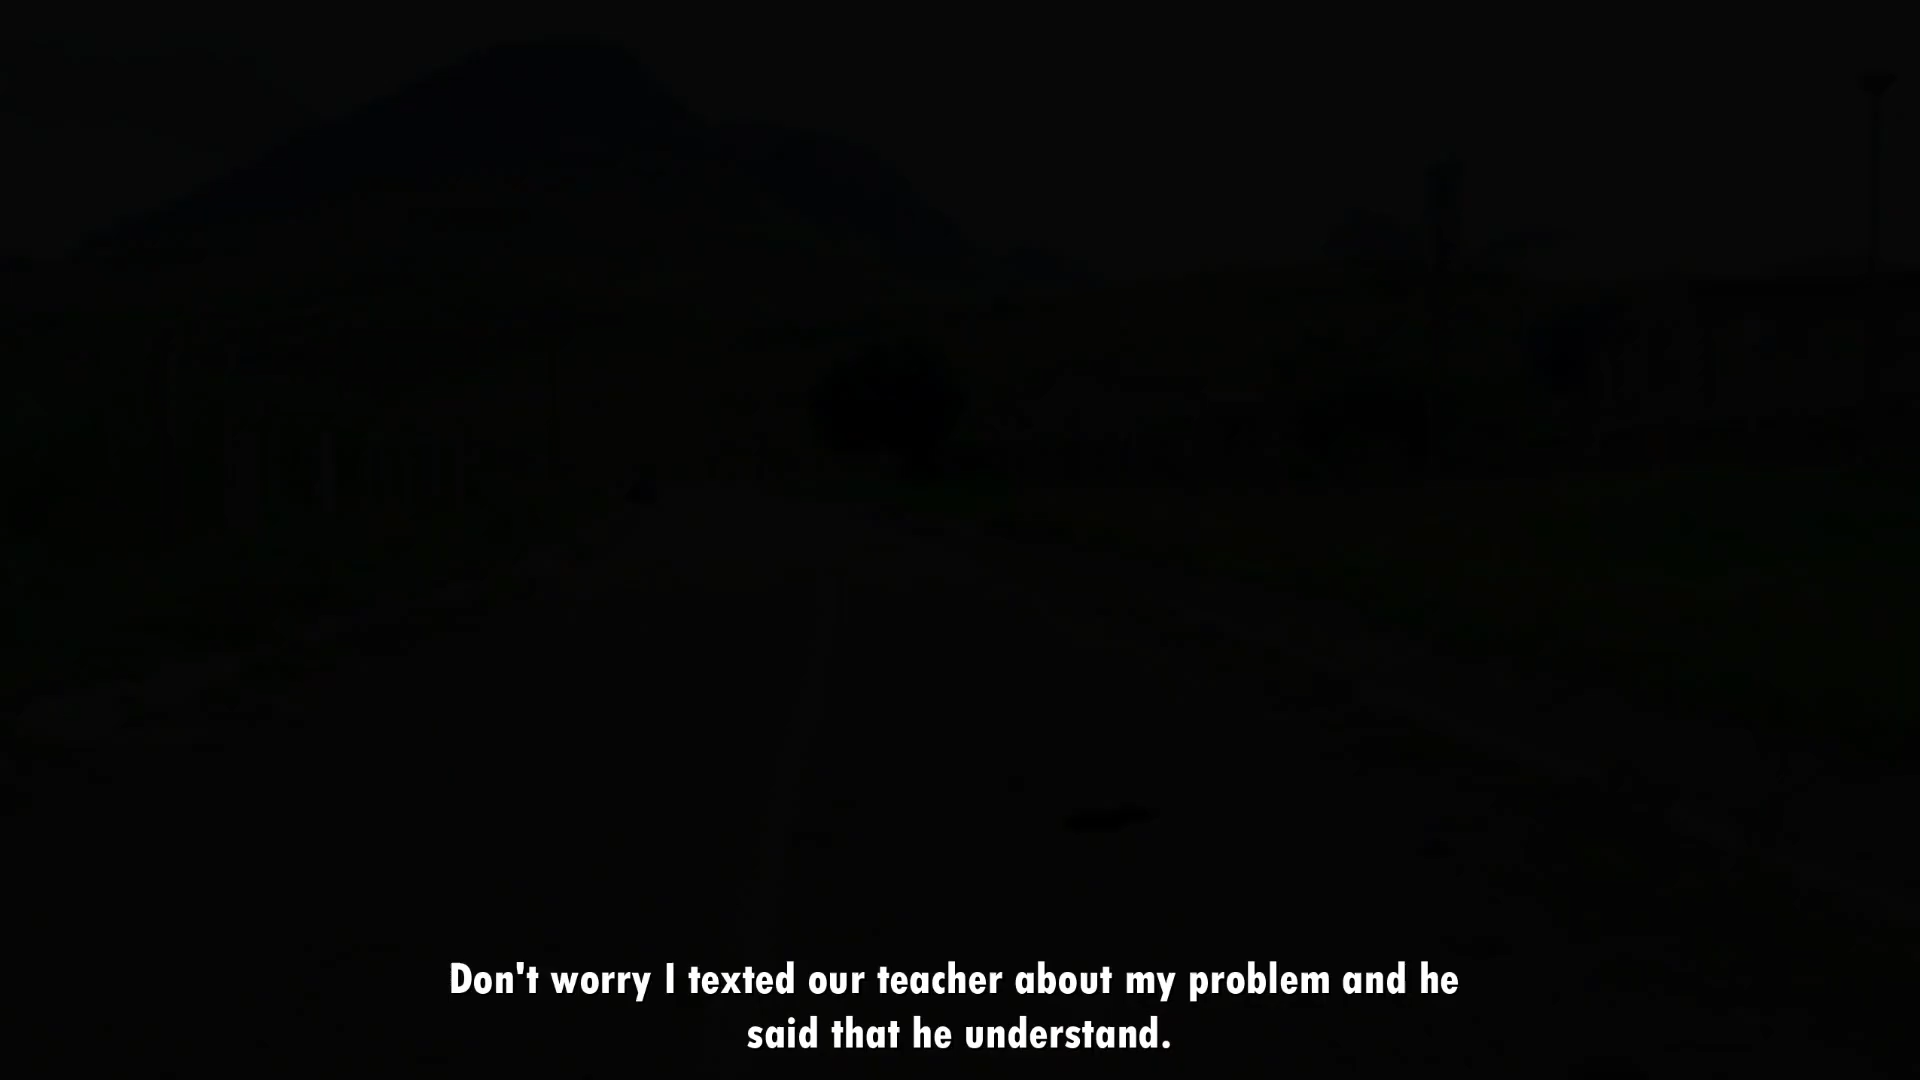 Don't worry I texted our teacher about my problem and he
said that he understand.